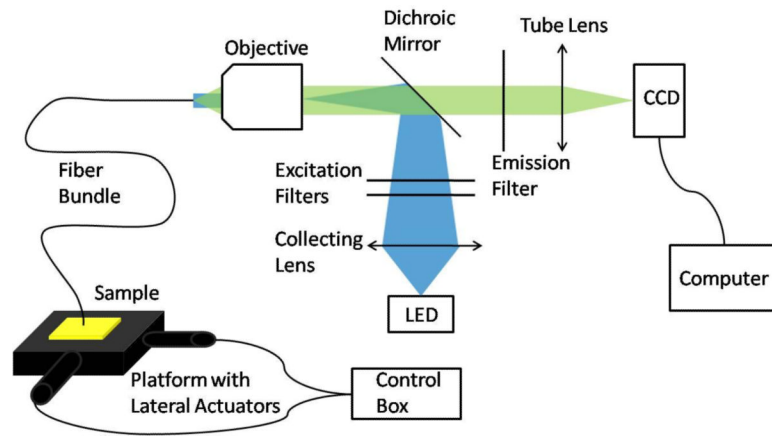 Dichroic
Mirror
Tube Lens
Objective
CCD
Fiber
Bundle
Excitation
Filters
Emission
Filter
Collecting
Lens
Computer
Sample
LED
Platform with
Lateral Actuators
Control
Box